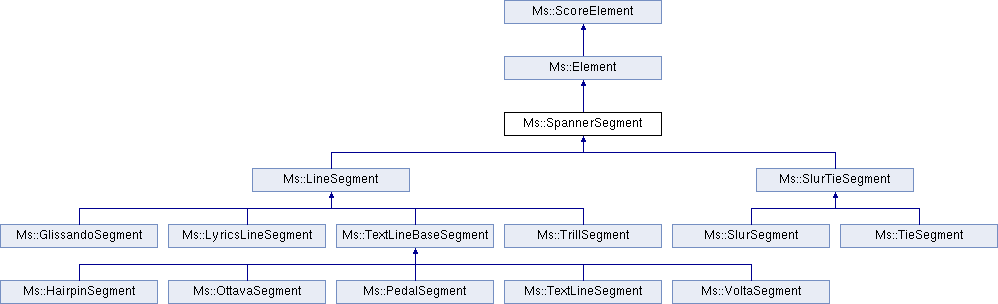 Ms::ScoreElement
Ms::Element
Ms::SpannerSegment
Ms::LineSegment
Ms::SlurTieSegment
Ms::GlissandoSegment
Ms::LyricsLineSegment
Ms::TextLineBaseSegment
Ms::TrillSegment
Ms::SlurSegment
Ms::TieSegment
Ms::HairpinSegment
Ms::OttavaSegment
Ms::PedalSegment
Ms::TextLineSegment
Ms::VoltaSegment